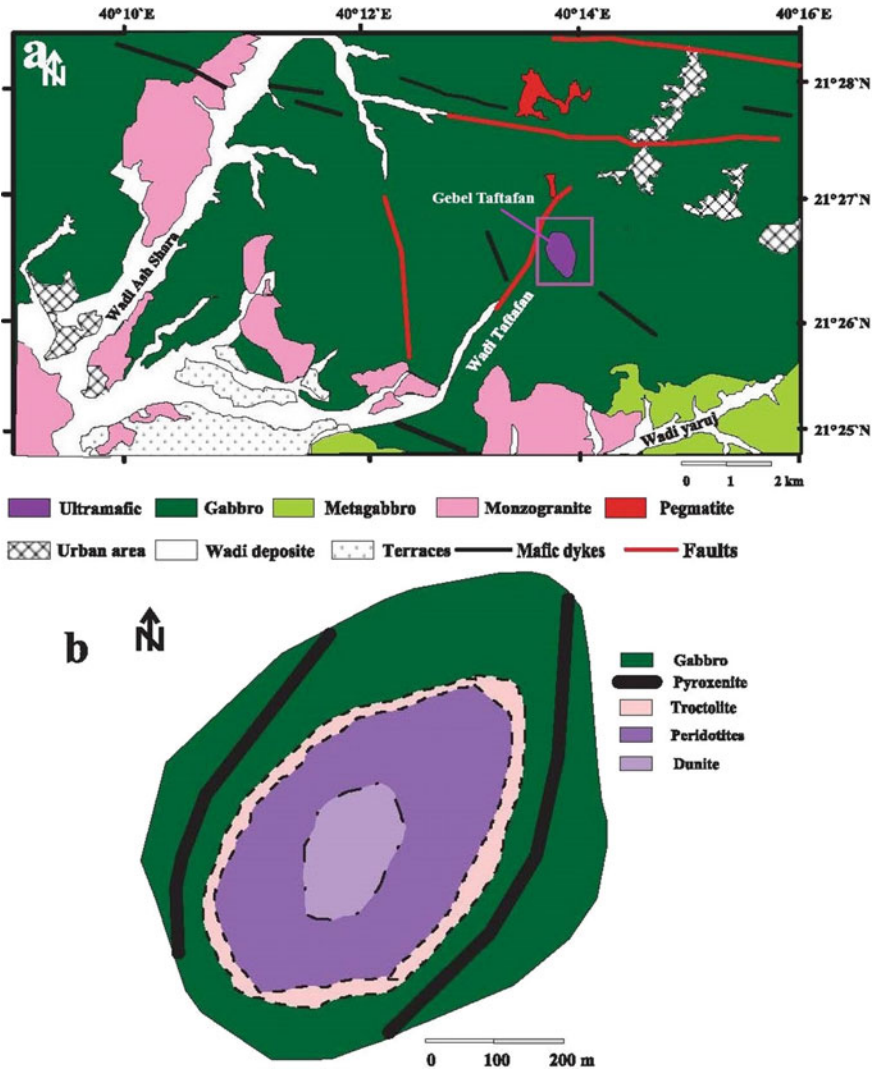 40°10'E 40°12'E 40°14'E 40°16'E
a
N
21°28'N
21°27'N
Gebel Taftafan
Wadi Ash Shara
21°26'N
Wadi Taftafan
Wadi yaruj
21°25'N
0 1 2 km
Ultramafic Gabbro Metagabbro Monzogranite Pegmatite
Urban area Wadi deposite Terraces Mafic dykes Faults
b
N
Gabbro
Pyroxenite
Troctolite
Peridotites
Dunite
0 100 200 m